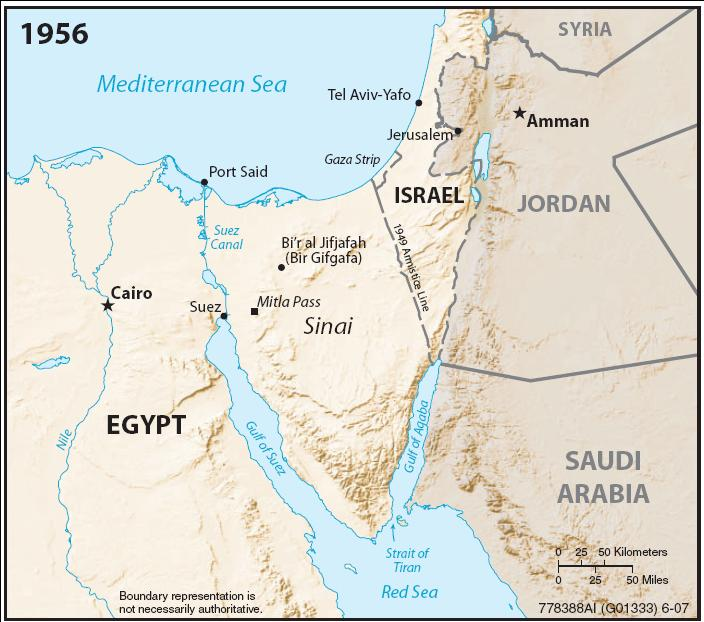 1956
SYRIA
Mediterranean Sea
Tel Aviv-Yafo
Amman
Jerusalem
Gaza Strip
Port Said
ISRAEL
JORDAN
Suez
Canal
1949 Armistice Line
Bi'r al Jifjafah
(Bir Gifgafa)
Cairo
Suez
Mitla Pass
Sinai
EGYPT
Nile
Gulf of Suez
Gulf of Aqaba
SAUDI
ARABIA
Strait of
Tiran
Red Sea
0 25 50 Kilometers
0 25 50 Miles
Boundary representation is
not necessarily authoritative.
778388AI (G01333) 6-07